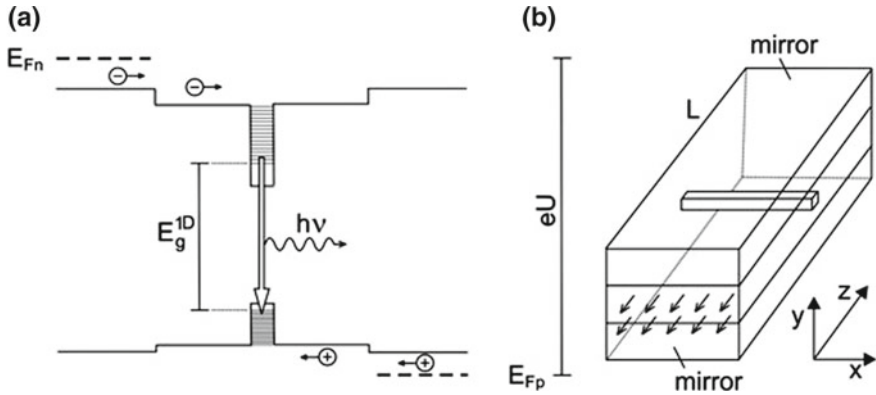 (a)
E_Fn
⊖→
⊖→
E_g^1D
hν
⊕
⊕
(b)
mirror
L
eU
y
z
x
E_Fp
mirror